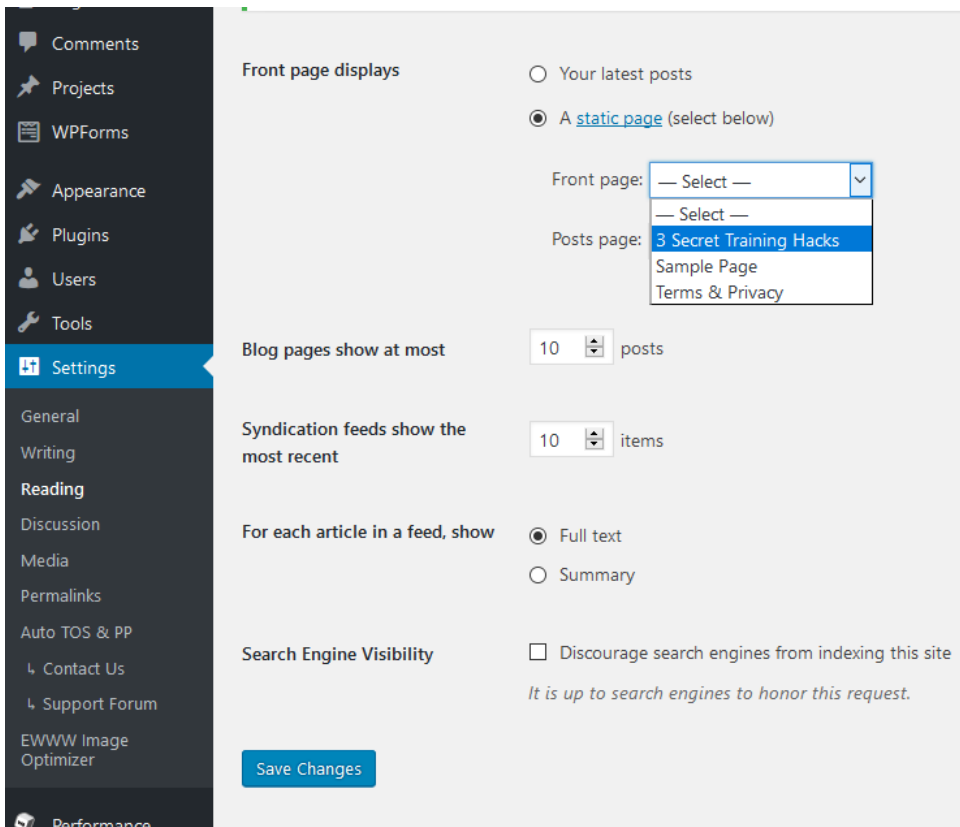 Comments
Projects
WPForms
Appearance
Plugins
Users
Tools
Settings
General
Writing
Reading
Discussion
Media
Permalinks
Auto TOS & PP
↳ Contact Us
↳ Support Forum
EWWW Image
Optimizer
Performance
Front page displays
Your latest posts
A static page (select below)
Front page: — Select —
— Select —
Posts page: 3 Secret Training Hacks
Sample Page
Terms & Privacy
Blog pages show at most 10 posts
Syndication feeds show the
most recent
10 items
For each article in a feed, show
Full text
Summary
Search Engine Visibility
Discourage search engines from indexing this site
It is up to search engines to honor this request.
Save Changes